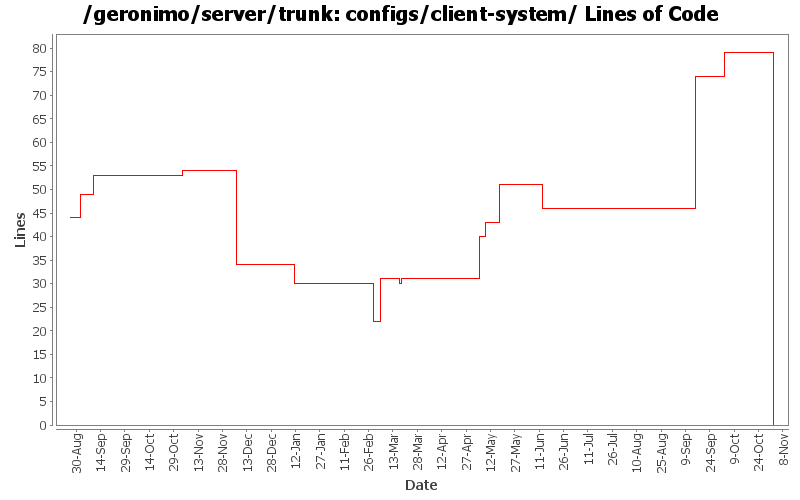 /geronimo/server/trunk: configs/client-system/ Lines of Code
80
75
70
65
60
55
50
45
40
35
30
25
20
15
10
5
0
Lines
30-Aug
14-Sep
29-Sep
14-Oct
29-Oct
13-Nov
28-Nov
13-Dec
28-Dec
12-Jan
27-Jan
11-Feb
26-Feb
13-Mar
28-Mar
12-Apr
27-Apr
12-May
27-May
11-Jun
26-Jun
11-Jul
26-Jul
10-Aug
25-Aug
9-Sep
24-Sep
9-Oct
24-Oct
8-Nov
Date